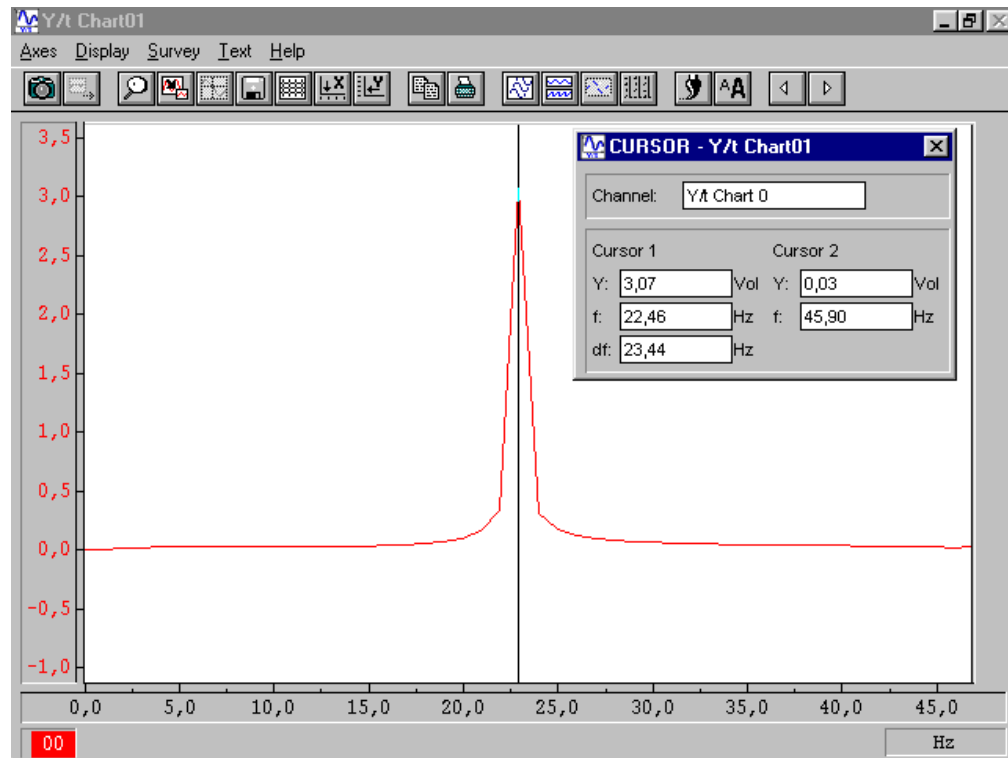 Y/t Chart01
Axes Display Survey Text Help
X Y AA
CURSOR - Y/t Chart01
Channel: Y/t Chart 0
Cursor 1 Cursor 2
Y: 3,07 Vol Y: 0,03 Vol
f: 22,46 Hz f: 45,90 Hz
df: 23,44 Hz
3,5
3,0
2,5
2,0
1,5
1,0
0,5
0,0
-0,5
-1,0
0,0 5,0 10,0 15,0 20,0 25,0 30,0 35,0 40,0 45,0
00 Hz